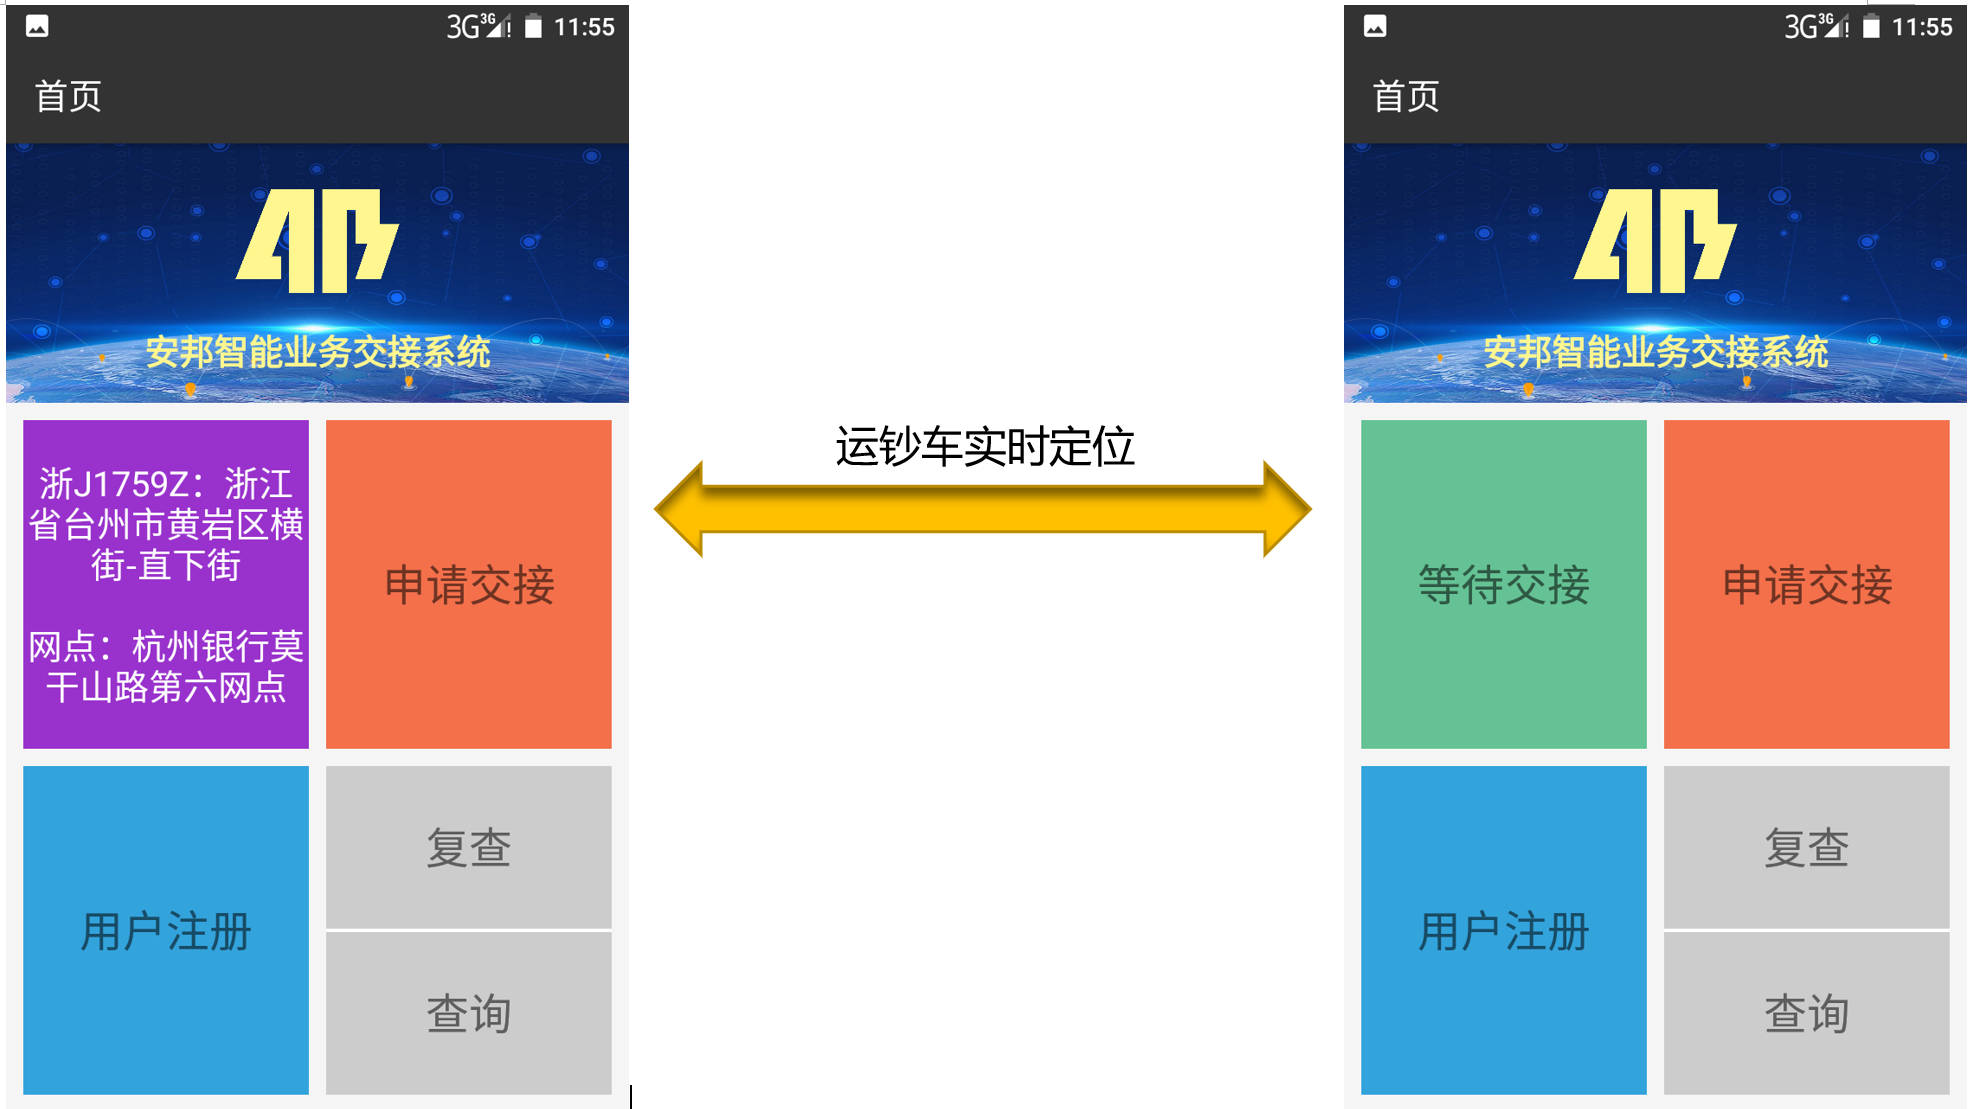 3G 3G 11:55
首页
安邦智能业务交接系统
浙J1759Z：浙江
省台州市黄岩区横
街-直下街
网点：杭州银行莫
干山路第六网点
申请交接
用户注册
复查
查询
运钞车实时定位
3G 3G 11:55
首页
安邦智能业务交接系统
等待交接
申请交接
用户注册
复查
查询